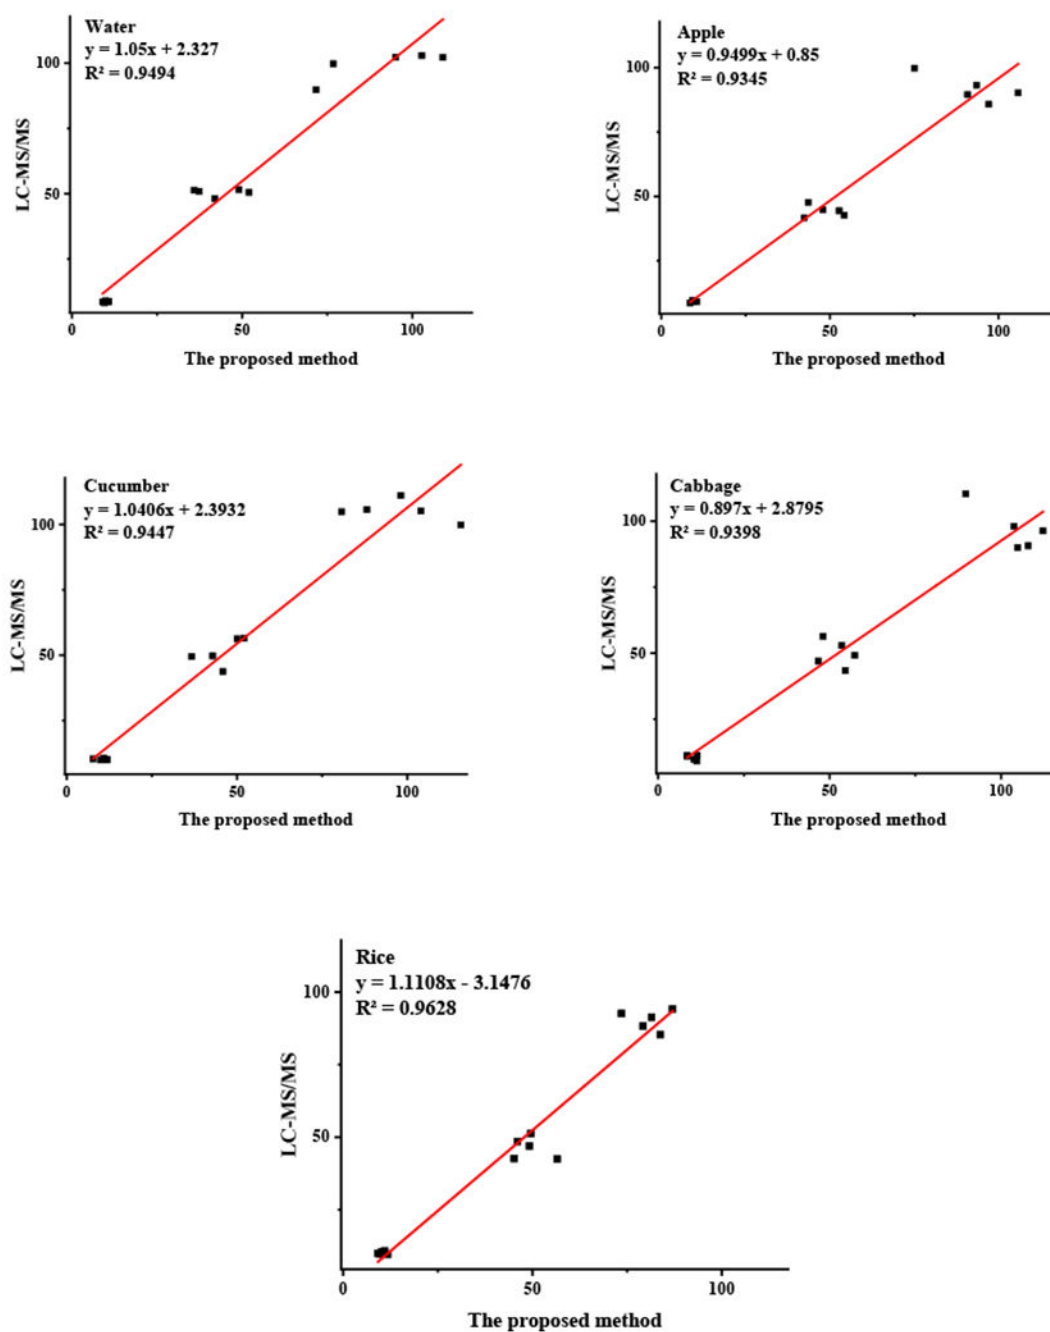 Water
y = 1.05x + 2.327
R² = 0.9494
100
50
LC-MS/MS
0
50
100
The proposed method
Apple
y = 0.9499x + 0.85
R² = 0.9345
100
50
LC-MS/MS
0
50
100
The proposed method
Cucumber
y = 1.0406x + 2.3932
R² = 0.9447
100
50
LC-MS/MS
0
50
100
The proposed method
Cabbage
y = 0.897x + 2.8795
R² = 0.9398
100
50
LC-MS/MS
0
50
100
The proposed method
Rice
y = 1.1108x - 3.1476
R² = 0.9628
100
50
LC-MS/MS
0
50
100
The proposed method